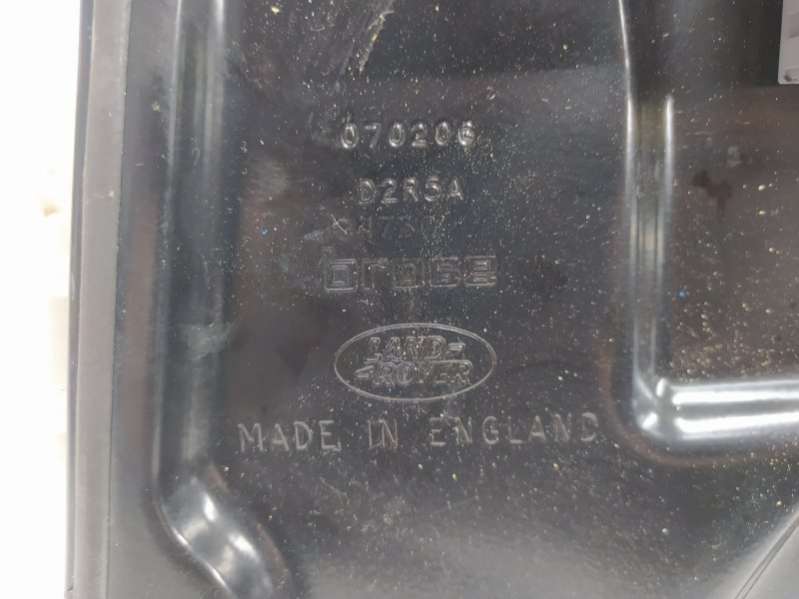 070206
D2R5A
LAND-
-ROVER
MADE IN ENGLAND